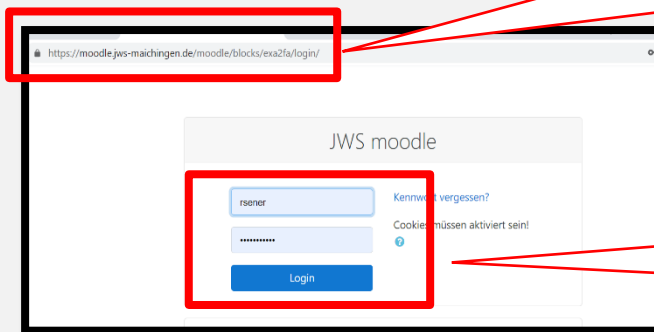 https://moodle.jws-maichingen.de/moodle/blocks/exa2fa/login/
JWS moodle
rsener
Kennwort vergessen?
Cookies müssen aktiviert sein!
•••••••••••
Login